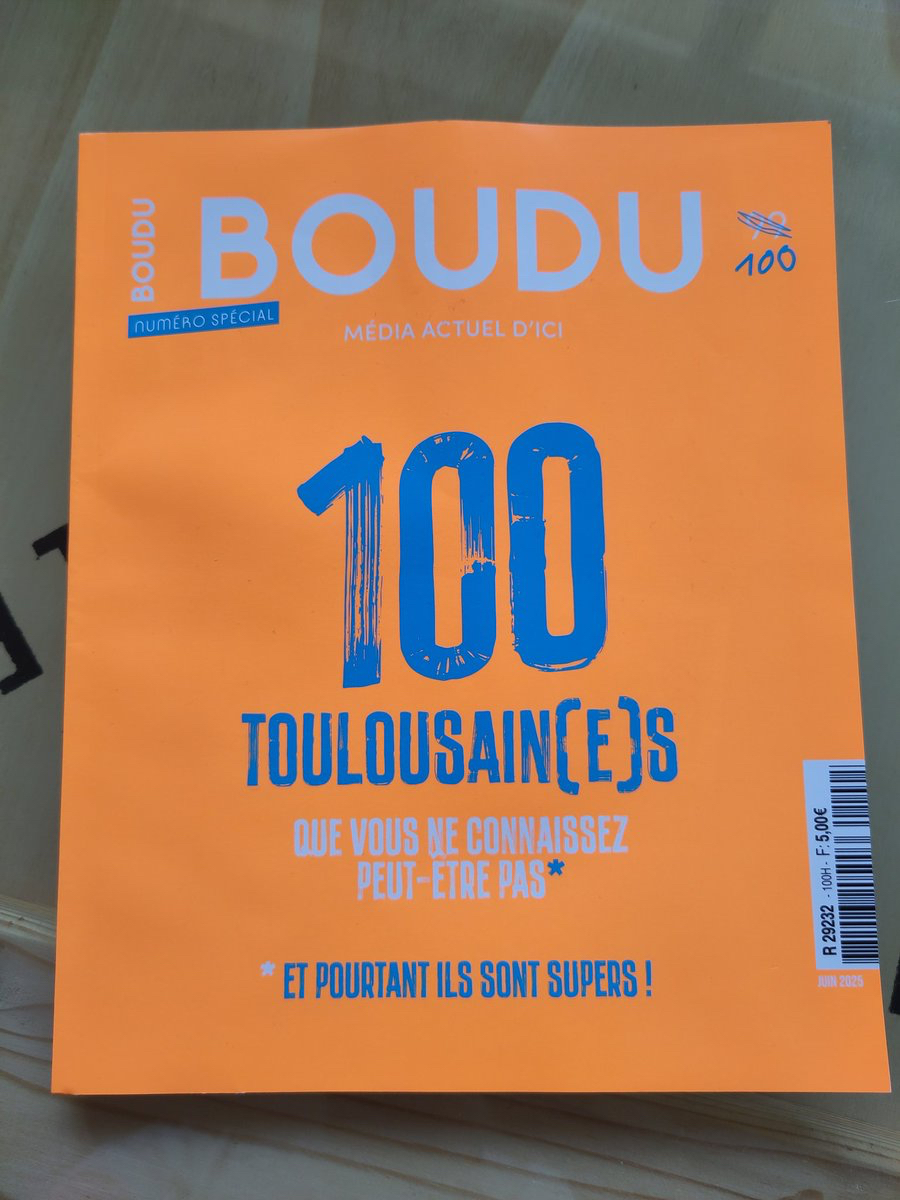 BOUDU
BOUDU
100
NUMÉRO SPÉCIAL
MÉDIA ACTUEL D'ICI
100
TOULOUSAIN(E)S
QUE VOUS NE CONNAISSEZ
PEUT-ÊTRE PAS*
* ET POURTANT ILS SONT SUPERS !
R 29232 - 100H - F: 5,00€
JUIN 2025